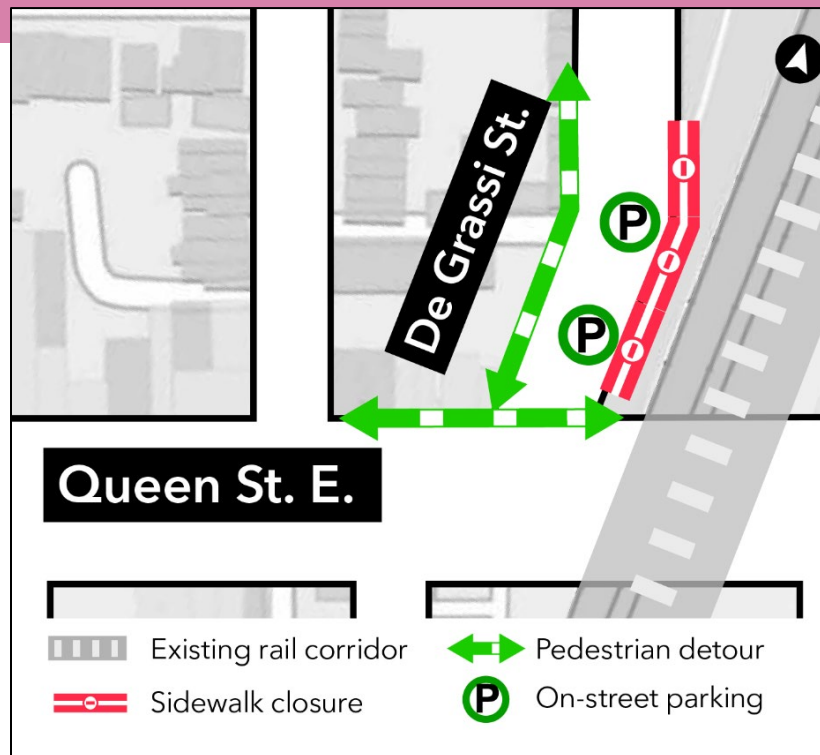 De Grassi St.
P
P
Queen St. E.
Existing rail corridor
Pedestrian detour
Sidewalk closure
P
On-street parking